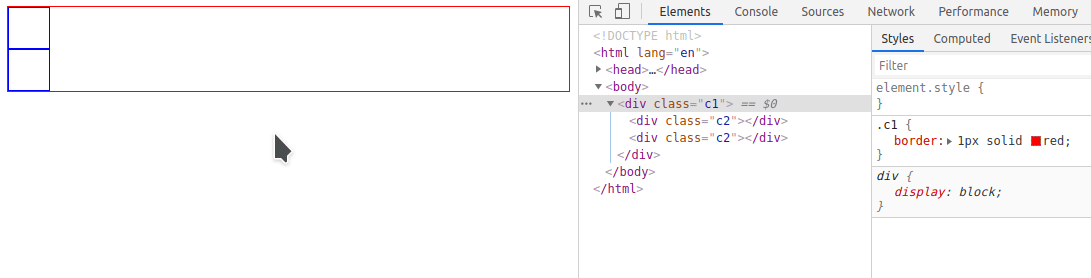 Elements Console Sources Network Performance Memory
<!DOCTYPE html>
<html lang="en">
<head>…</head>
<body>
<div class="c1"> == $0
<div class="c2"></div>
<div class="c2"></div>
</div>
</body>
</html>
Styles Computed Event Listeners
Filter
element.style {
}
.c1 {
border: 1px solid red;
}
div {
display: block;
}